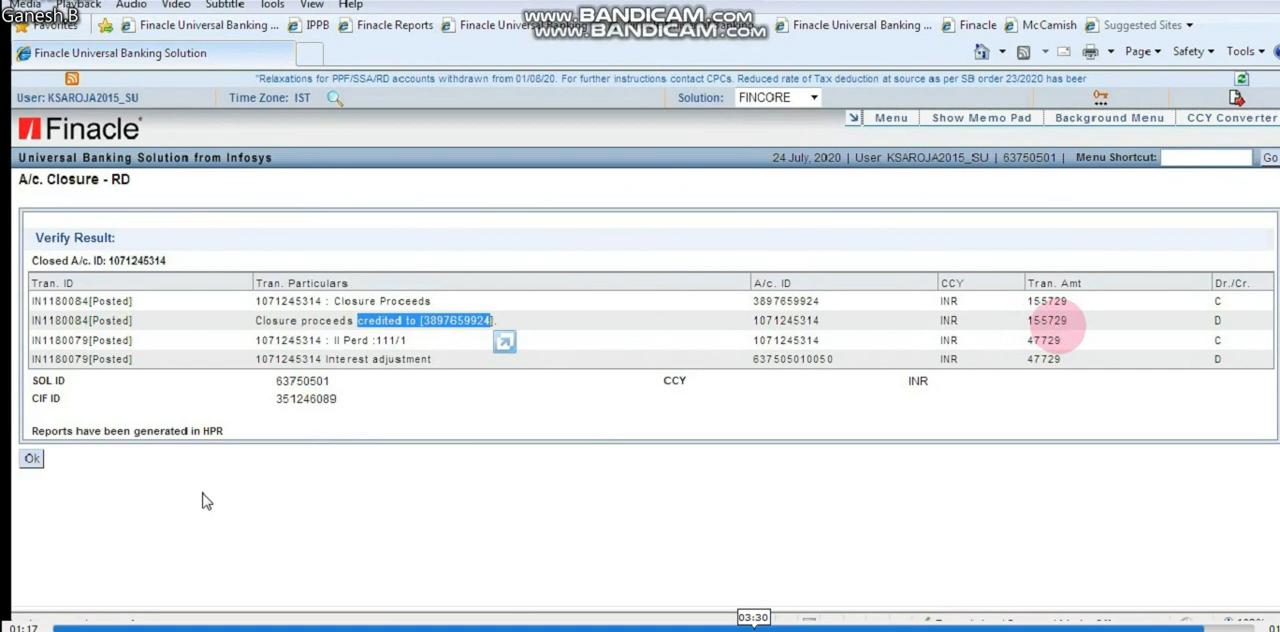 Media Playback Audio Video Subtitle Tools View Help
Ganesh.B
www.BANDICAM.com
www.BANDICAM.com
Favorites Finacle Universal Banking ... IPPB Finacle Reports Finacle Universal Banking Finacle Universal Banking ... Finacle McCamish Suggested Sites
Finacle Universal Banking Solution
Page Safety Tools
"Relaxations for PPF/SSA/RD accounts withdrawn from 01/08/20. For further instructions contact CPCs. Reduced rate of Tax deduction at source as per SB order 23/2020 has beer
User: KSAROJA2015_SU Time Zone: IST Solution: FINCORE
Finacle
Menu Show Memo Pad Background Menu CCY Converter
Universal Banking Solution from Infosys 24 July, 2020 | User KSAROJA2015_SU | 63750501 | Menu Shortcut: Go
A/c. Closure - RD
Verify Result:
Closed A/c. ID: 1071245314
Tran. ID Tran. Particulars A/c. ID CCY Tran. Amt Dr./Cr.
IN1180084[Posted] 1071245314 : Closure Proceeds 3897659924 INR 155729 C
IN1180084[Posted] Closure proceeds credited to [3897659924]. 1071245314 INR 155729 D
IN1180079[Posted] 1071245314 : II Perd :111/1 1071245314 INR 47729 C
IN1180079[Posted] 1071245314 Interest adjustment 637505010050 INR 47729 D
SOL ID 63750501 CCY INR
CIF ID 351246089
Reports have been generated in HPR
Ok
03:30
01:17